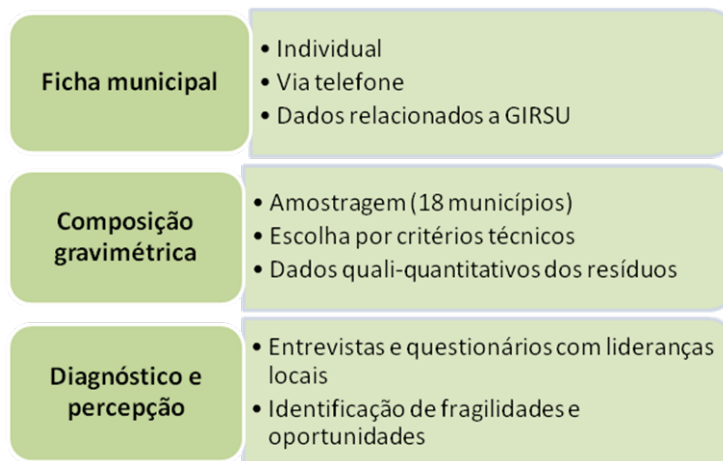 Ficha municipal
• Individual
• Via telefone
• Dados relacionados a GIRSU
Composição
gravimétrica
• Amostragem (18 municípios)
• Escolha por critérios técnicos
• Dados quali-quantitativos dos resíduos
Diagnóstico e
percepção
• Entrevistas e questionários com lideranças
locais
• Identificação de fragilidades e
oportunidades